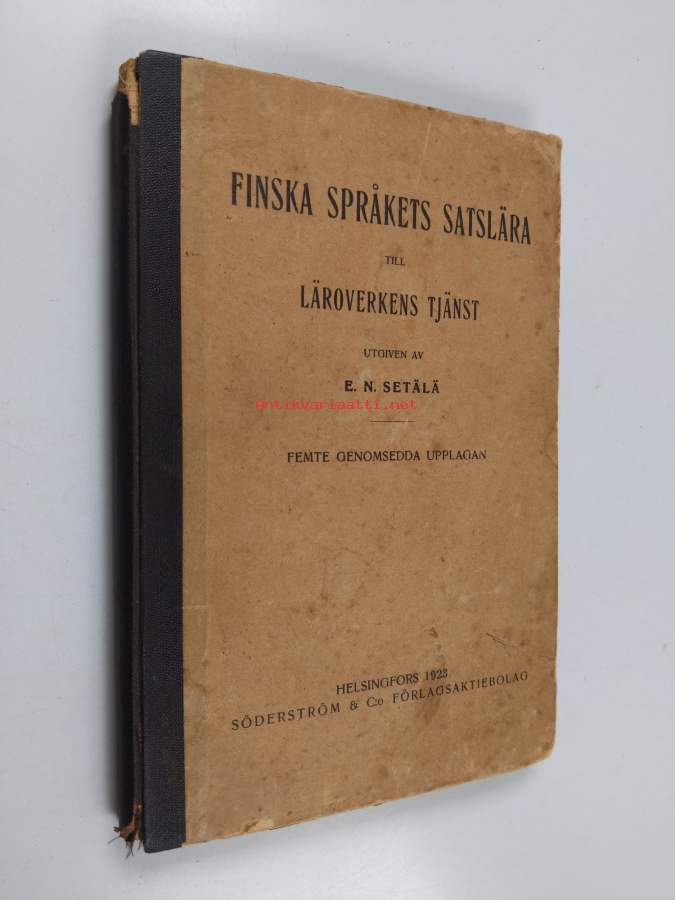 FINSKA SPRÅKETS SATSLÄRA
TILL
LÄROVERKENS TJÄNST
UTGIVEN AV
E. N. SETÄLÄ
antikvariaatti.net
FEMTE GENOMSEDDA UPPLAGAN
HELSINGFORS 1923
SÖDERSTRÖM & C:o FÖRLAGSAKTIEBOLAG